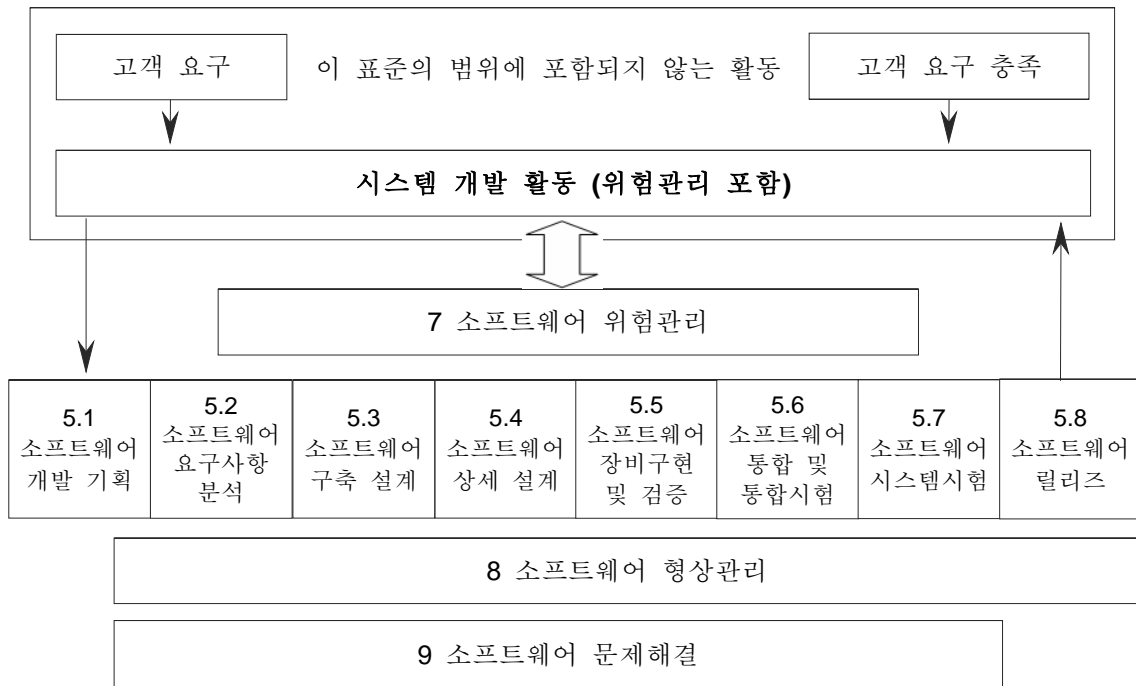 고객 요구
이 표준의 범위에 포함되지 않는 활동
고객 요구 충족
시스템 개발 활동 (위험관리 포함)
7 소프트웨어 위험관리
5.1
소프트웨어
개발 기획
5.2
소프트웨어
요구사항
분석
5.3
소프트웨어
구축 설계
5.4
소프트웨어
상세 설계
5.5
소프트웨어
장비구현
및 검증
5.6
소프트웨어
통합 및
통합시험
5.7
소프트웨어
시스템시험
5.8
소프트웨어
릴리즈
8 소프트웨어 형상관리
9 소프트웨어 문제해결